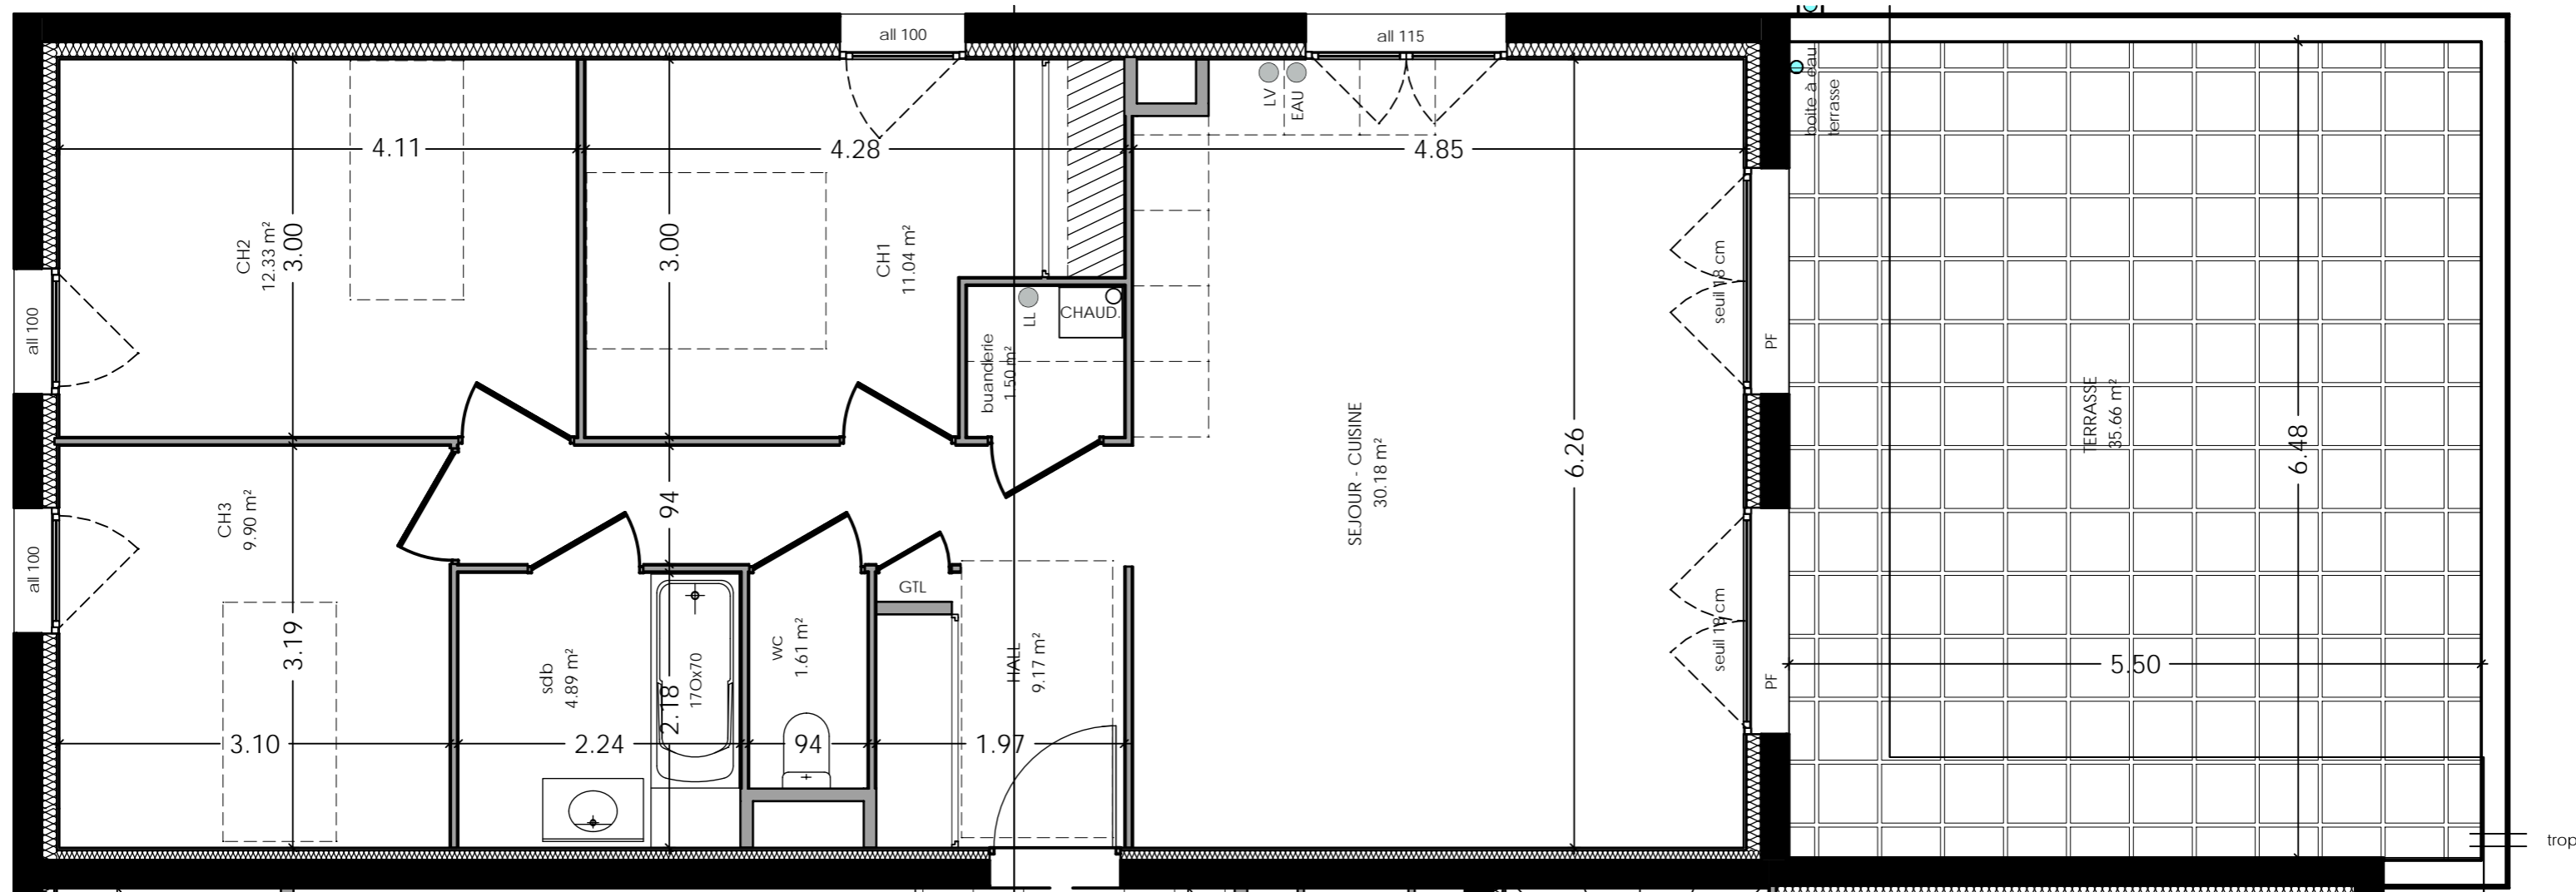 all 100
all 115
boite à eau
terrasse
LV
EAU
4.11
4.28
4.85
CH2
12.33 m²
3.00
3.00
CH1
11.04 m²
seuil 18 cm
all 100
LL
CHAUD.
buanderie
1.50 m²
PF
SEJOUR - CUISINE
30.18 m²
6.26
TERRASSE
35.66 m²
6.48
CH3
9.90 m²
94
all 100
GTL
3.19
sdb
4.89 m²
17Ox70
2.18
wc
1.61 m²
HALL
9.17 m²
seuil 18 cm
PF
5.50
3.10
2.24
94
1.97
trop